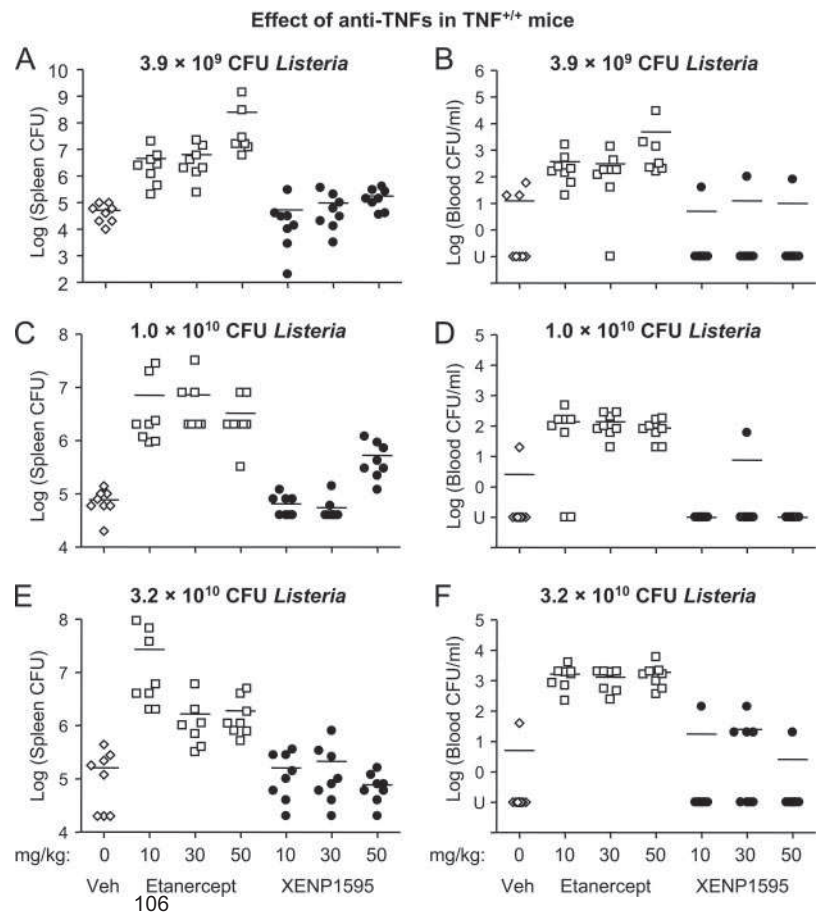 Effect of anti-TNFs in TNF+/+ mice
A
3.9 × 10⁹ CFU Listeria
Log (Spleen CFU)
10
9
8
7
6
5
4
3
2
B
3.9 × 10⁹ CFU Listeria
Log (Blood CFU/ml)
6
5
4
3
2
1
0
U
C
1.0 × 10¹⁰ CFU Listeria
Log (Spleen CFU)
8
7
6
5
4
D
1.0 × 10¹⁰ CFU Listeria
Log (Blood CFU/ml)
5
4
3
2
1
0
U
E
3.2 × 10¹⁰ CFU Listeria
Log (Spleen CFU)
8
7
6
5
4
F
3.2 × 10¹⁰ CFU Listeria
Log (Blood CFU/ml)
5
4
3
2
1
0
U
mg/kg: 0 10 30 50 10 30 50
Veh Etanercept XENP1595
mg/kg: 0 10 30 50 10 30 50
Veh Etanercept XENP1595
106